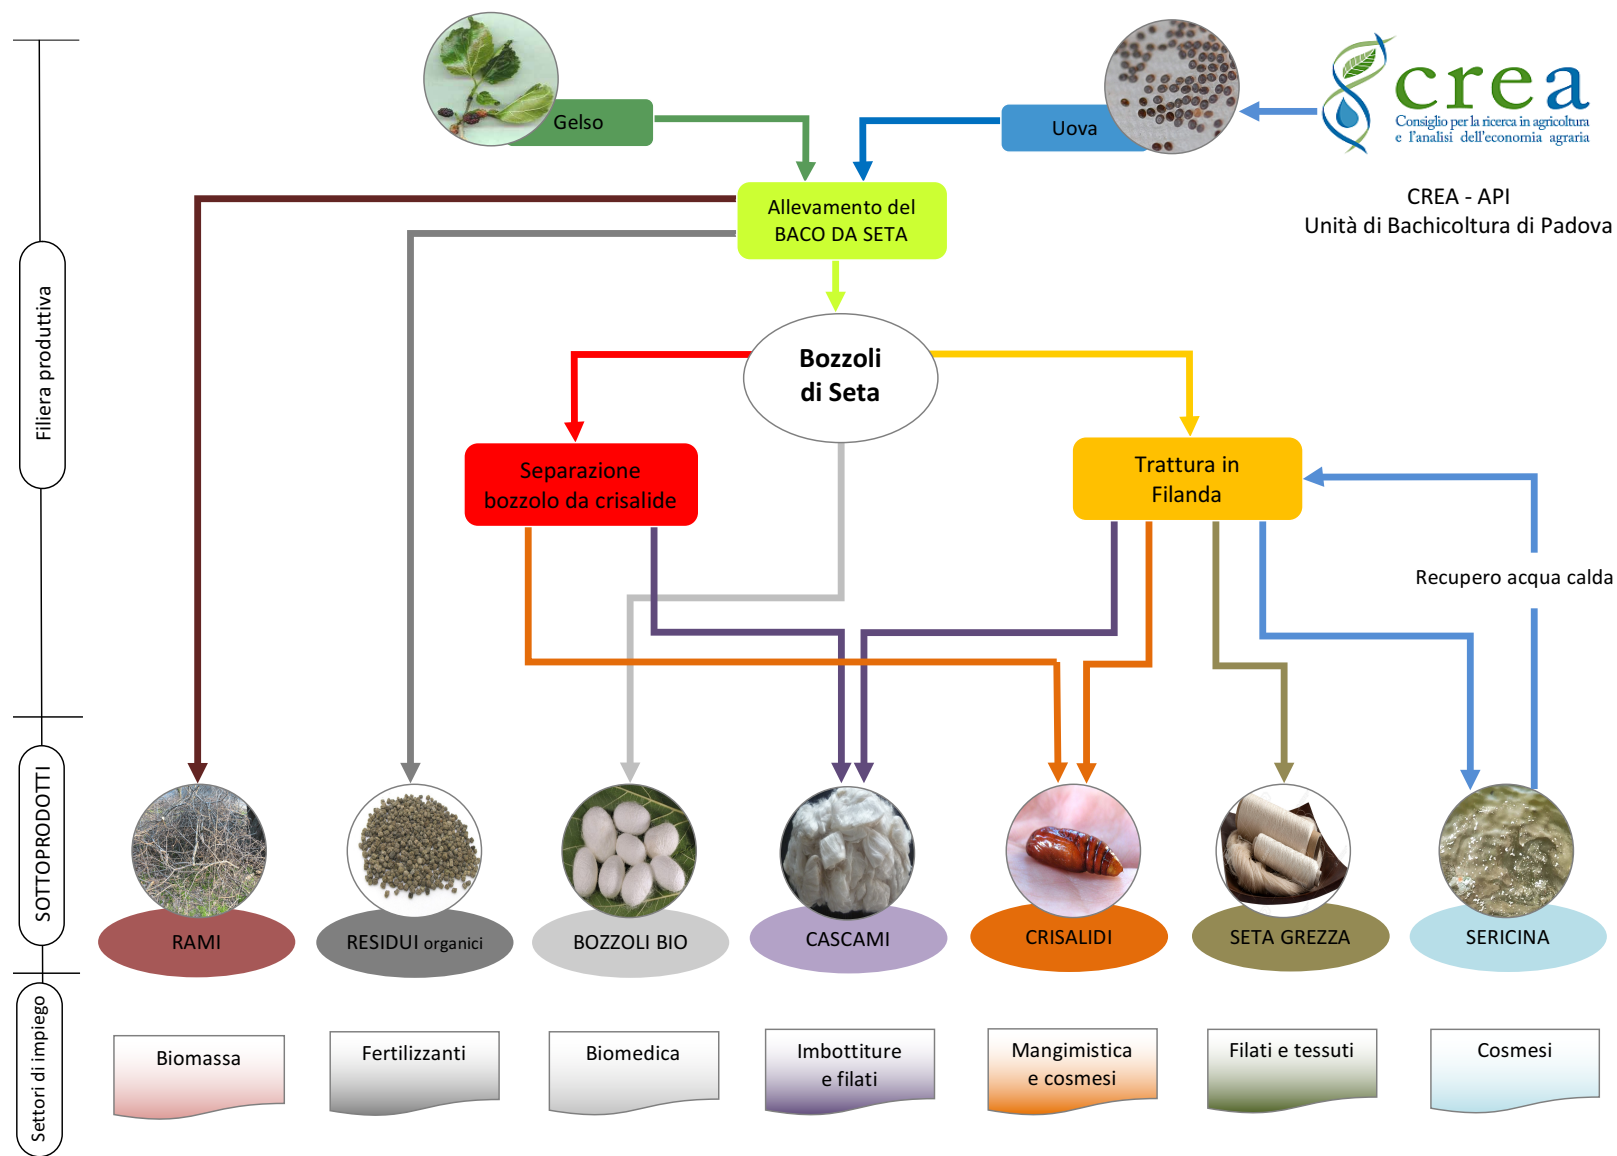 Gelso
Uova
crea
Consiglio per la ricerca in agricoltura
e l'analisi dell'economia agraria
CREA - API
Unità di Bachicoltura di Padova
Allevamento del
BACO DA SETA
Filiera produttiva
Bozzoli
di Seta
Separazione
bozzolo da crisalide
Trattura in
Filanda
Recupero acqua calda
SOTTOPRODOTTI
RAMI
RESIDUI organici
BOZZOLI BIO
CASCAMI
CRISALIDI
SETA GREZZA
SERICINA
Settori di impiego
Biomassa
Fertilizzanti
Biomedica
Imbottiture
e filati
Mangimistica
e cosmesi
Filati e tessuti
Cosmesi